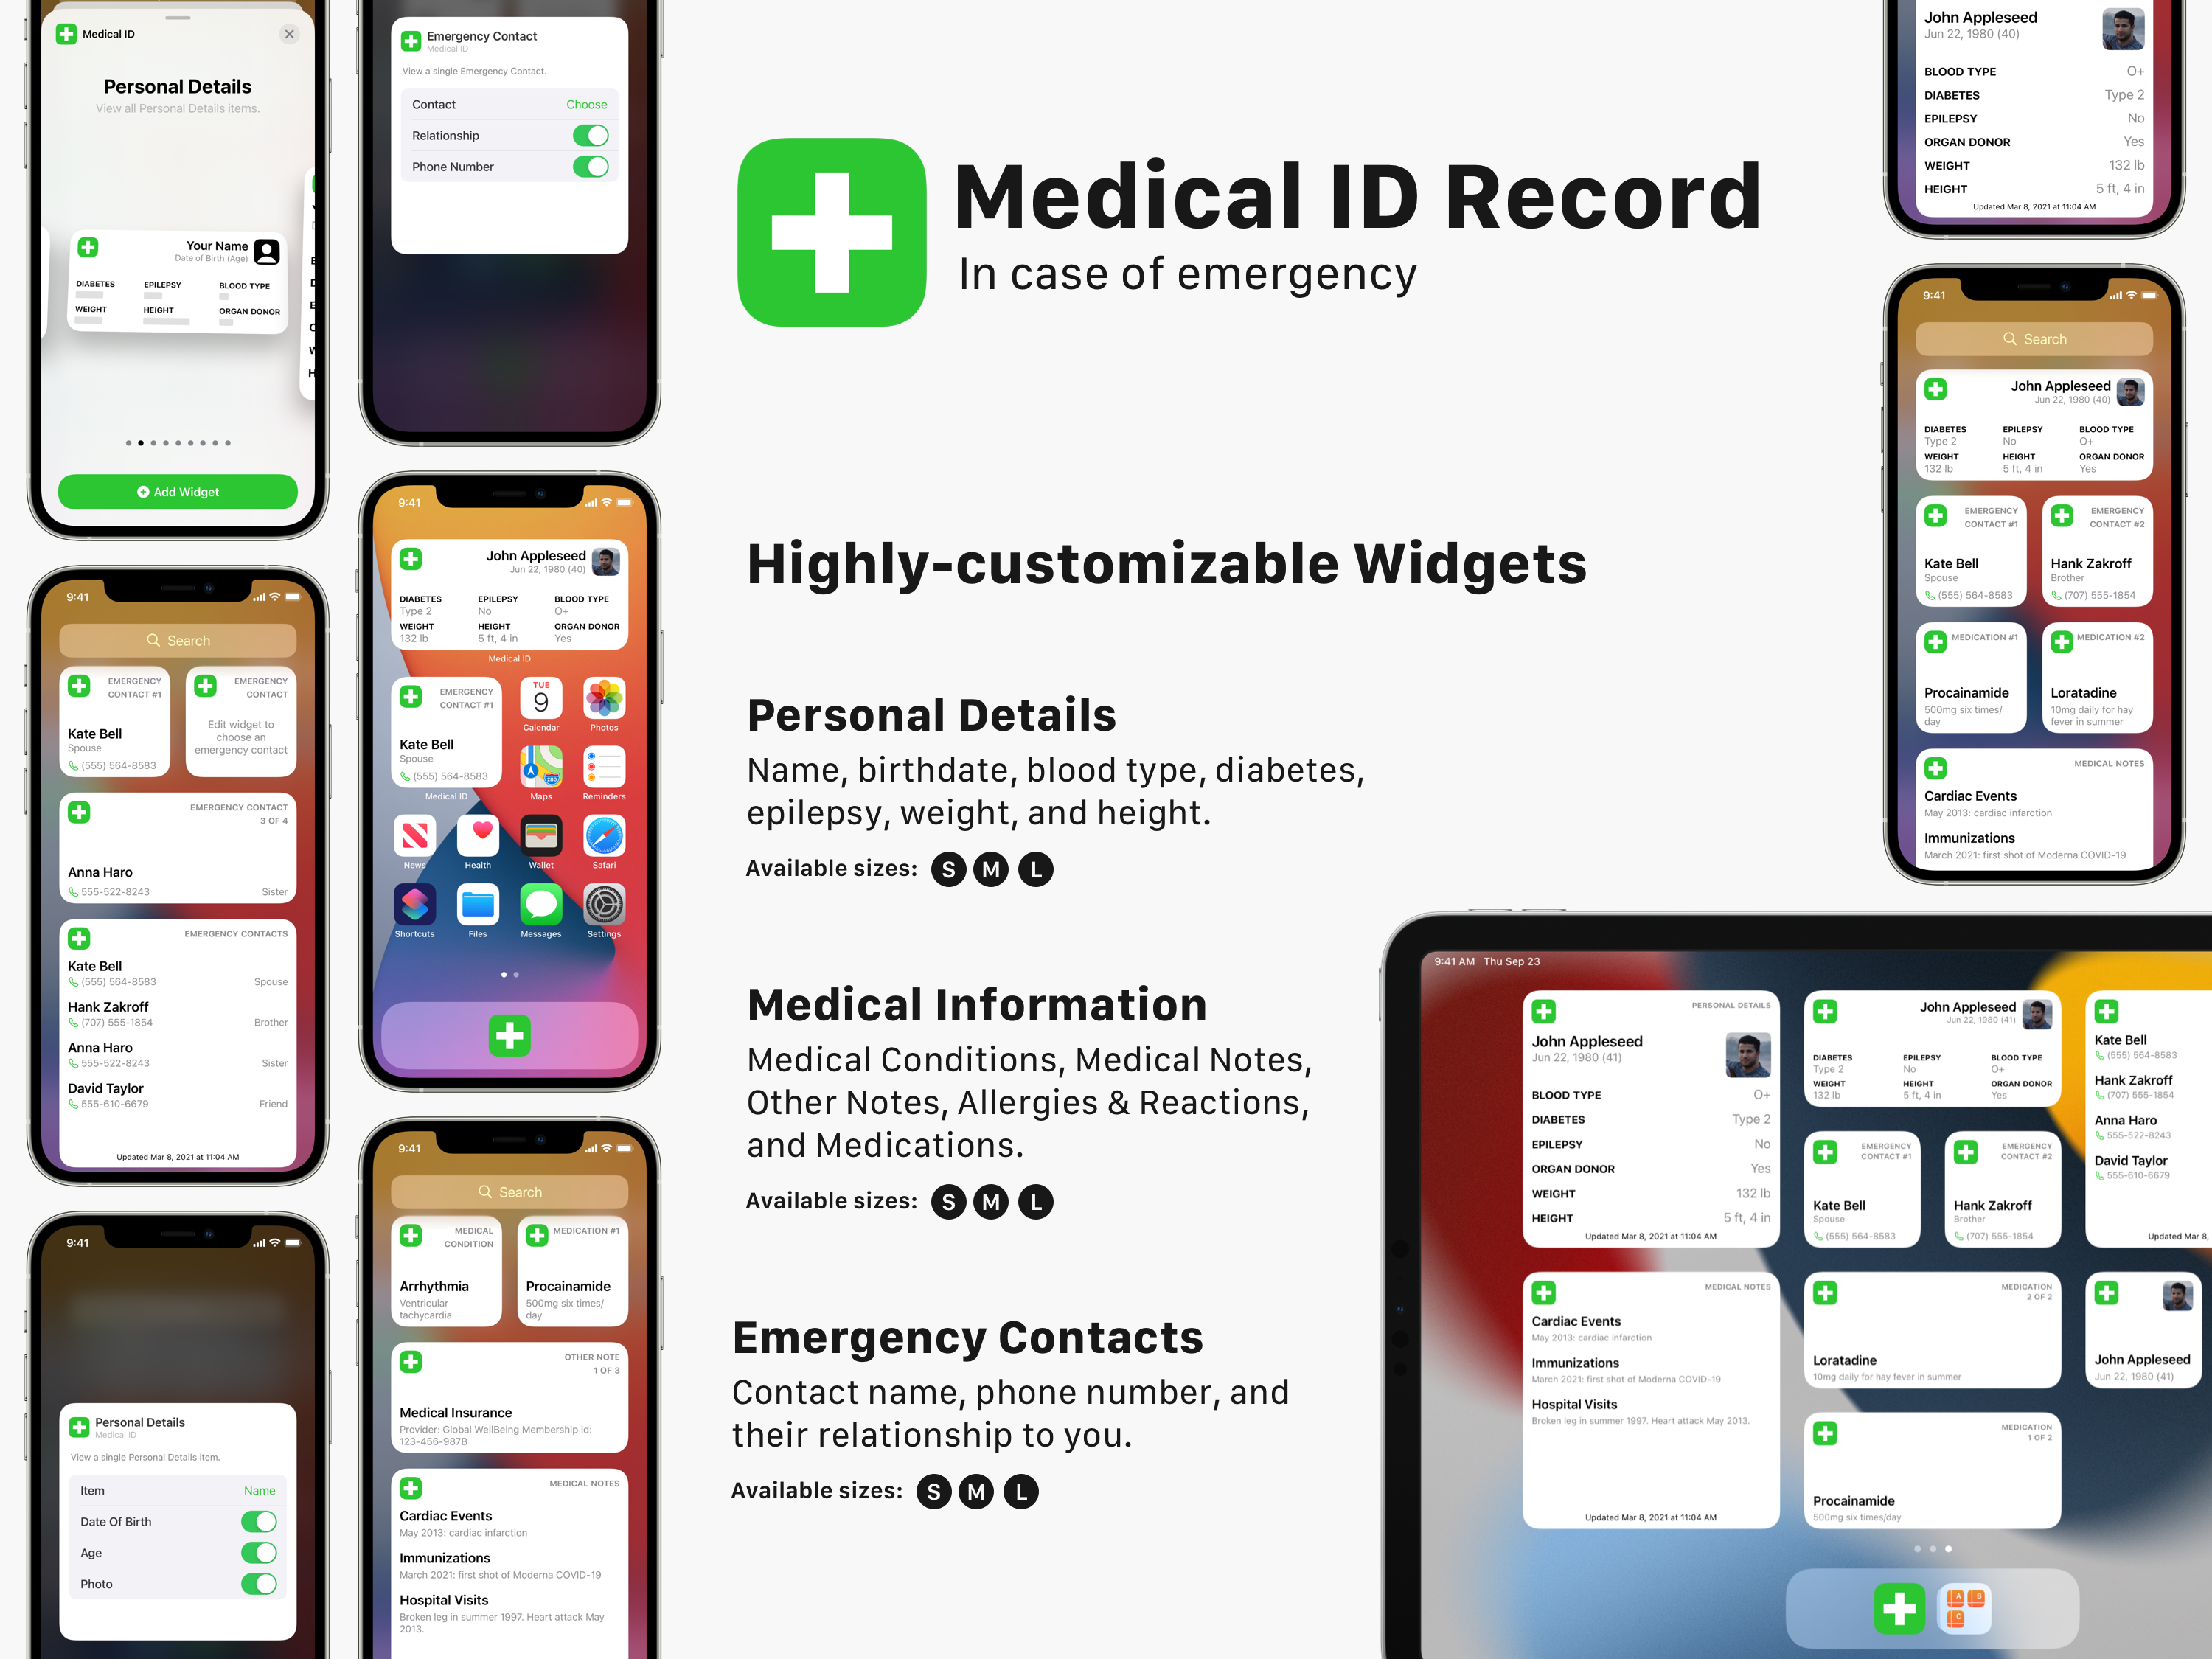 Medical ID
Personal Details
View all Personal Details items.
Your Name
Date of Birth (Age)
DIABETES
EPILEPSY
BLOOD TYPE
WEIGHT
HEIGHT
ORGAN DONOR
Add Widget
9:41
Search
EMERGENCY
CONTACT #1
Kate Bell
Spouse
(555) 564-8583
EMERGENCY
CONTACT
Edit widget to
choose an
emergency contact
EMERGENCY CONTACT
3 OF 4
Anna Haro
555-522-8243
Sister
EMERGENCY CONTACTS
Kate Bell
(555) 564-8583
Spouse
Hank Zakroff
(707) 555-1854
Brother
Anna Haro
555-522-8243
Sister
David Taylor
555-610-6679
Friend
Updated Mar 8, 2021 at 11:04 AM
9:41
Personal Details
Medical ID
View a single Personal Details item.
Item
Name
Date Of Birth
Age
Photo
Emergency Contact
Medical ID
View a single Emergency Contact.
Contact
Choose
Relationship
Phone Number
9:41
John Appleseed
Jun 22, 1980 (40)
DIABETES
Type 2
EPILEPSY
No
BLOOD TYPE
O+
WEIGHT
132 lb
HEIGHT
5 ft, 4 in
ORGAN DONOR
Yes
Medical ID
EMERGENCY
CONTACT #1
Kate Bell
Spouse
(555) 564-8583
Medical ID
TUE
9
Calendar
Photos
280
Maps
Reminders
News
Health
Wallet
Safari
Shortcuts
Files
Messages
Settings
9:41
Search
MEDICAL
CONDITION
Arrhythmia
Ventricular
tachycardia
MEDICATION #1
Procainamide
500mg six times/
day
OTHER NOTE
1 OF 3
Medical Insurance
Provider: Global WellBeing Membership id:
123-456-987B
MEDICAL NOTES
Cardiac Events
May 2013: cardiac infarction
Immunizations
March 2021: first shot of Moderna COVID-19
Hospital Visits
Broken leg in summer 1997. Heart attack May
2013.
Medical ID Record
In case of emergency
Highly-customizable Widgets
Personal Details
Name, birthdate, blood type, diabetes,
epilepsy, weight, and height.
Available sizes: S M L
Medical Information
Medical Conditions, Medical Notes,
Other Notes, Allergies & Reactions,
and Medications.
Available sizes: S M L
Emergency Contacts
Contact name, phone number, and
their relationship to you.
Available sizes: S M L
John Appleseed
Jun 22, 1980 (40)
BLOOD TYPE
O+
DIABETES
Type 2
EPILEPSY
No
ORGAN DONOR
Yes
WEIGHT
132 lb
HEIGHT
5 ft, 4 in
Updated Mar 8, 2021 at 11:04 AM
9:41
Search
John Appleseed
Jun 22, 1980 (40)
DIABETES
Type 2
EPILEPSY
No
BLOOD TYPE
O+
WEIGHT
132 lb
HEIGHT
5 ft, 4 in
ORGAN DONOR
Yes
EMERGENCY
CONTACT #1
Kate Bell
Spouse
(555) 564-8583
EMERGENCY
CONTACT #2
Hank Zakroff
Brother
(707) 555-1854
MEDICATION #1
Procainamide
500mg six times/
day
MEDICATION #2
Loratadine
10mg daily for hay
fever in summer
MEDICAL NOTES
Cardiac Events
May 2013: cardiac infarction
Immunizations
March 2021: first shot of Moderna COVID-19
9:41 AM Thu Sep 23
PERSONAL DETAILS
John Appleseed
Jun 22, 1980 (41)
BLOOD TYPE
O+
DIABETES
Type 2
EPILEPSY
No
ORGAN DONOR
Yes
WEIGHT
132 lb
HEIGHT
5 ft, 4 in
Updated Mar 8, 2021 at 11:04 AM
John Appleseed
Jun 22, 1980 (41)
DIABETES
Type 2
EPILEPSY
No
BLOOD TYPE
O+
WEIGHT
132 lb
HEIGHT
5 ft, 4 in
ORGAN DONOR
Yes
EMERGENCY
CONTACT #1
Kate Bell
Spouse
(555) 564-8583
EMERGENCY
CONTACT #2
Hank Zakroff
Brother
(707) 555-1854
Kate Bell
(555) 564-8583
Hank Zakroff
(707) 555-1854
Anna Haro
555-522-8243
David Taylor
555-610-6679
Updated Mar 8,
MEDICAL NOTES
Cardiac Events
May 2013: cardiac infarction
Immunizations
March 2021: first shot of Moderna COVID-19
Hospital Visits
Broken leg in summer 1997. Heart attack May 2013.
Updated Mar 8, 2021 at 11:04 AM
MEDICATION
2 OF 2
Loratadine
10mg daily for hay fever in summer
John Appleseed
Jun 22, 1980 (41)
MEDICATION
1 OF 2
Procainamide
500mg six times/day
A
B
C